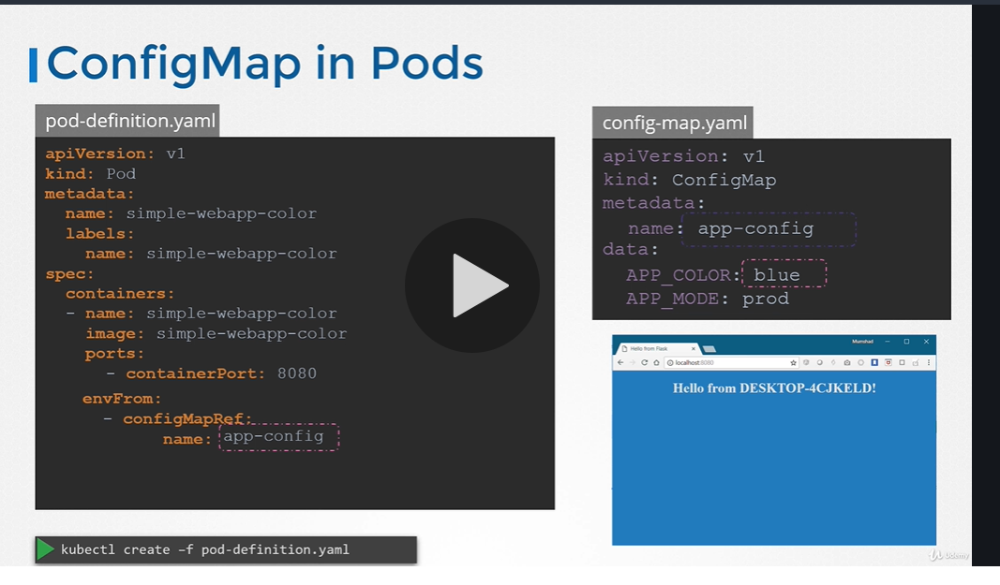 ConfigMap in Pods
pod-definition.yaml
apiVersion: v1
kind: Pod
metadata:
  name: simple-webapp-color
  labels:
    name: simple-webapp-color
spec:
  containers:
  - name: simple-webapp-color
    image: simple-webapp-color
    ports:
      - containerPort: 8080
    envFrom:
      - configMapRef:
            name: app-config
kubectl create –f pod-definition.yaml
config-map.yaml
apiVersion: v1
kind: ConfigMap
metadata:
  name: app-config
data:
  APP_COLOR: blue
  APP_MODE: prod
Hello from Flask
Mumshad
localhost:8080
Hello from DESKTOP-4CJKELD!
Udemy